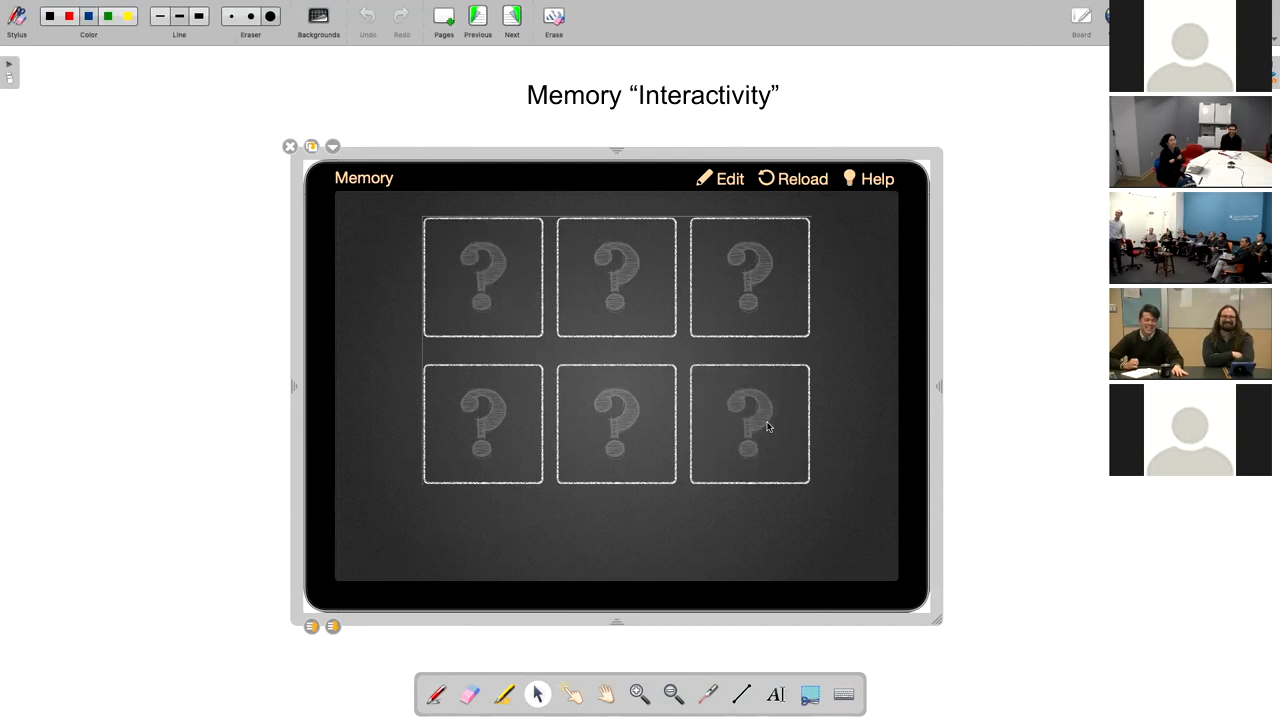 Stylus
Color
Line
Eraser
Backgrounds
Undo
Redo
Pages
Previous
Next
Erase
Board
Memory “Interactivity”
Memory
Edit
Reload
Help
? ? ?
? ? ?